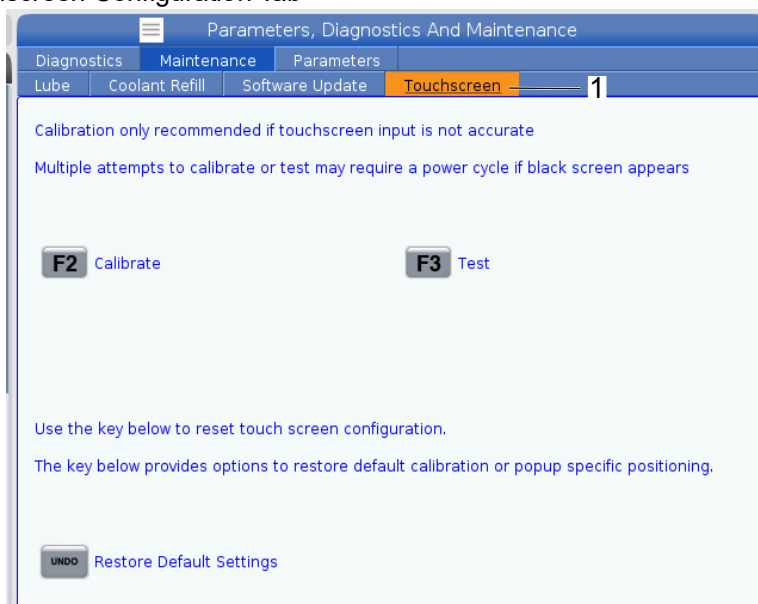 screen Configuration Tab
Parameters, Diagnostics And Maintenance
Diagnostics Maintenance Parameters
Lube Coolant Refill Software Update Touchscreen 1
Calibration only recommended if touchscreen input is not accurate
Multiple attempts to calibrate or test may require a power cycle if black screen appears
F2 Calibrate F3 Test
Use the key below to reset touch screen configuration.
The key below provides options to restore default calibration or popup specific positioning.
UNDO Restore Default Settings